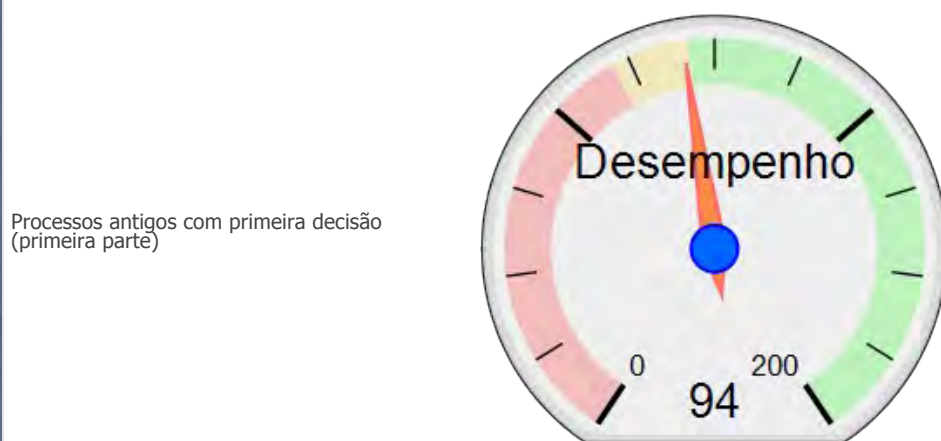 Processos antigos com primeira decisão
(primeira parte)
Desempenho
0
200
94